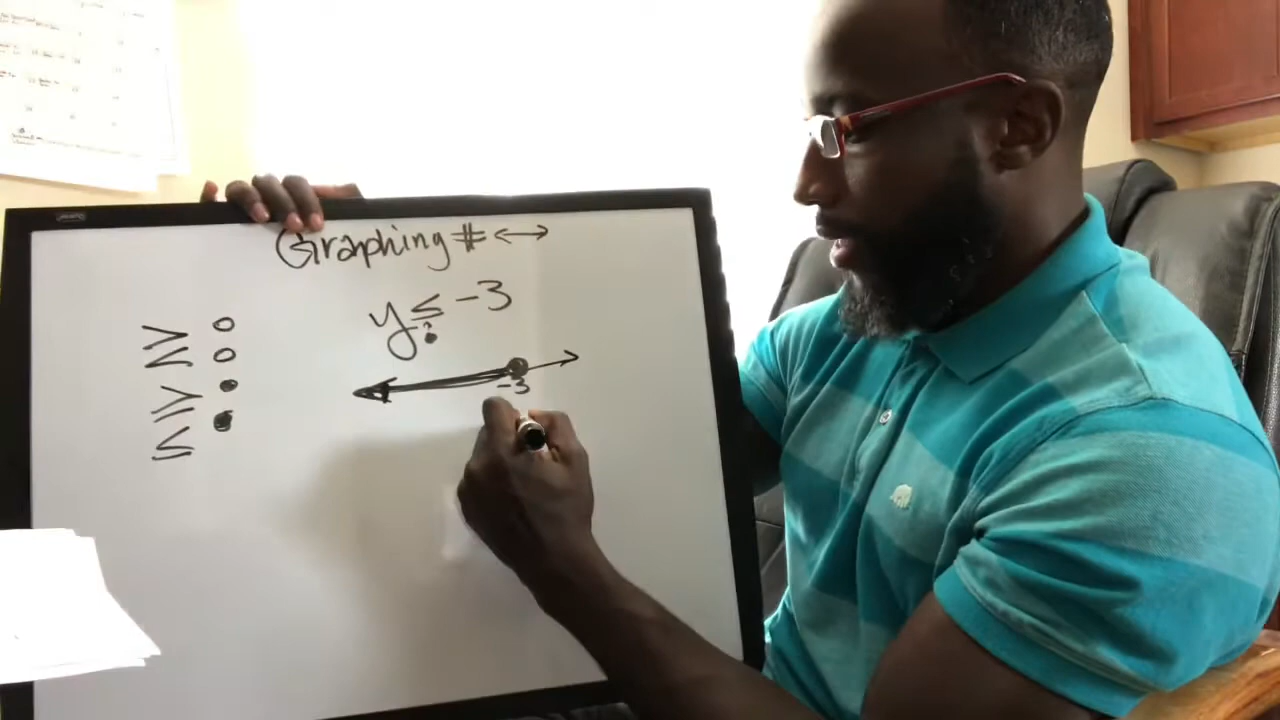 Graphing # ↔
y ≤ -3
> ○
< ○
≥ ●
≤ ●
-3